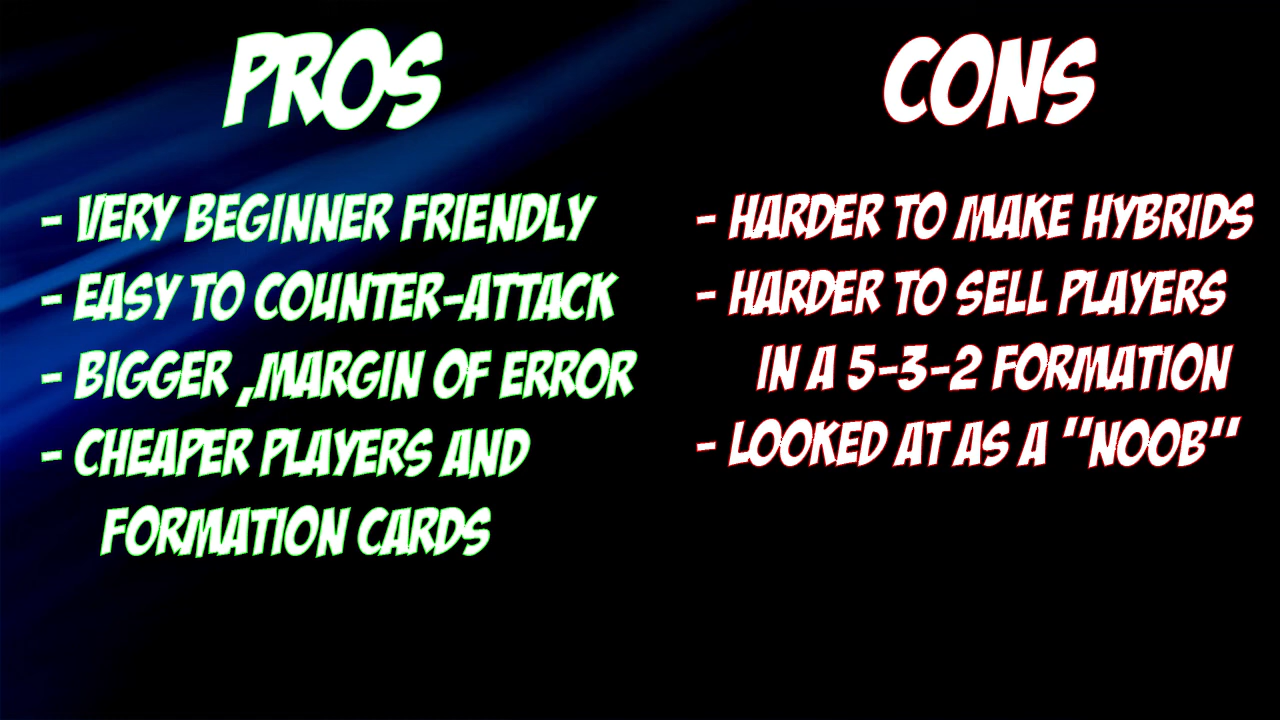 PROS
- VERY BEGINNER FRIENDLY
- EASY TO COUNTER-ATTACK
- BIGGER ,MARGIN OF ERROR
- CHEAPER PLAYERS AND
FORMATION CARDS
CONS
- HARDER TO MAKE HYBRIDS
- HARDER TO SELL PLAYERS
IN A 5-3-2 FORMATION
- LOOKED AT AS A "NOOB"